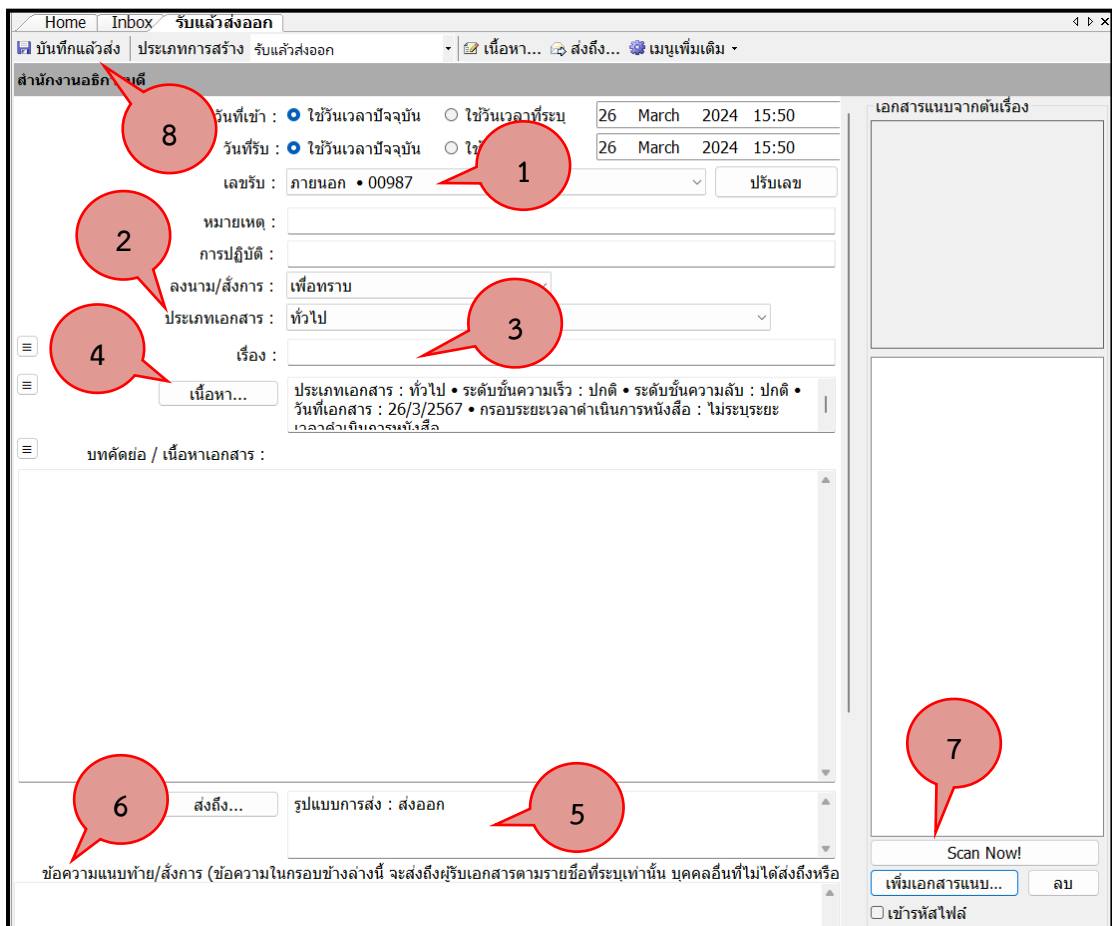 Home Inbox รับแล้วส่งออก
บันทึกแล้วส่ง ประเภทการสร้าง รับแล้วส่งออก เนื้อหา... ส่งถึง... เมนูเพิ่มเติม
สำนักงานอธิการบดี
วันที่เข้า : ใช้วันเวลาปัจจุบัน ใช้วันเวลาที่ระบุ 26 March 2024 15:50
วันที่รับ : ใช้วันเวลาปัจจุบัน 26 March 2024 15:50
8
1
เลขรับ : ภายนอก • 00987 ปรับเลข
หมายเหตุ :
2
การปฏิบัติ :
ลงนาม/สั่งการ : เพื่อทราบ
ประเภทเอกสาร : ทั่วไป
3
4
เรื่อง :
เนื้อหา... ประเภทเอกสาร : ทั่วไป • ระดับชั้นความเร็ว : ปกติ • ระดับชั้นความลับ : ปกติ •
วันที่เอกสาร : 26/3/2567 • กรอบระยะเวลาดำเนินการหนังสือ : ไม่ระบุระยะ
เวลาดำเนินการหนังสือ
บทคัดย่อ / เนื้อหาเอกสาร :
6
ส่งถึง... รูปแบบการส่ง : ส่งออก
5
ข้อความแนบท้าย/สั่งการ (ข้อความในกรอบข้างล่างนี้ จะส่งถึงผู้รับเอกสารตามรายชื่อที่ระบุเท่านั้น บุคคลอื่นที่ไม่ได้ส่งถึงหรือ
เอกสารแนบจากต้นเรื่อง
7
Scan Now!
เพิ่มเอกสารแนบ... ลบ
เข้ารหัสไฟล์